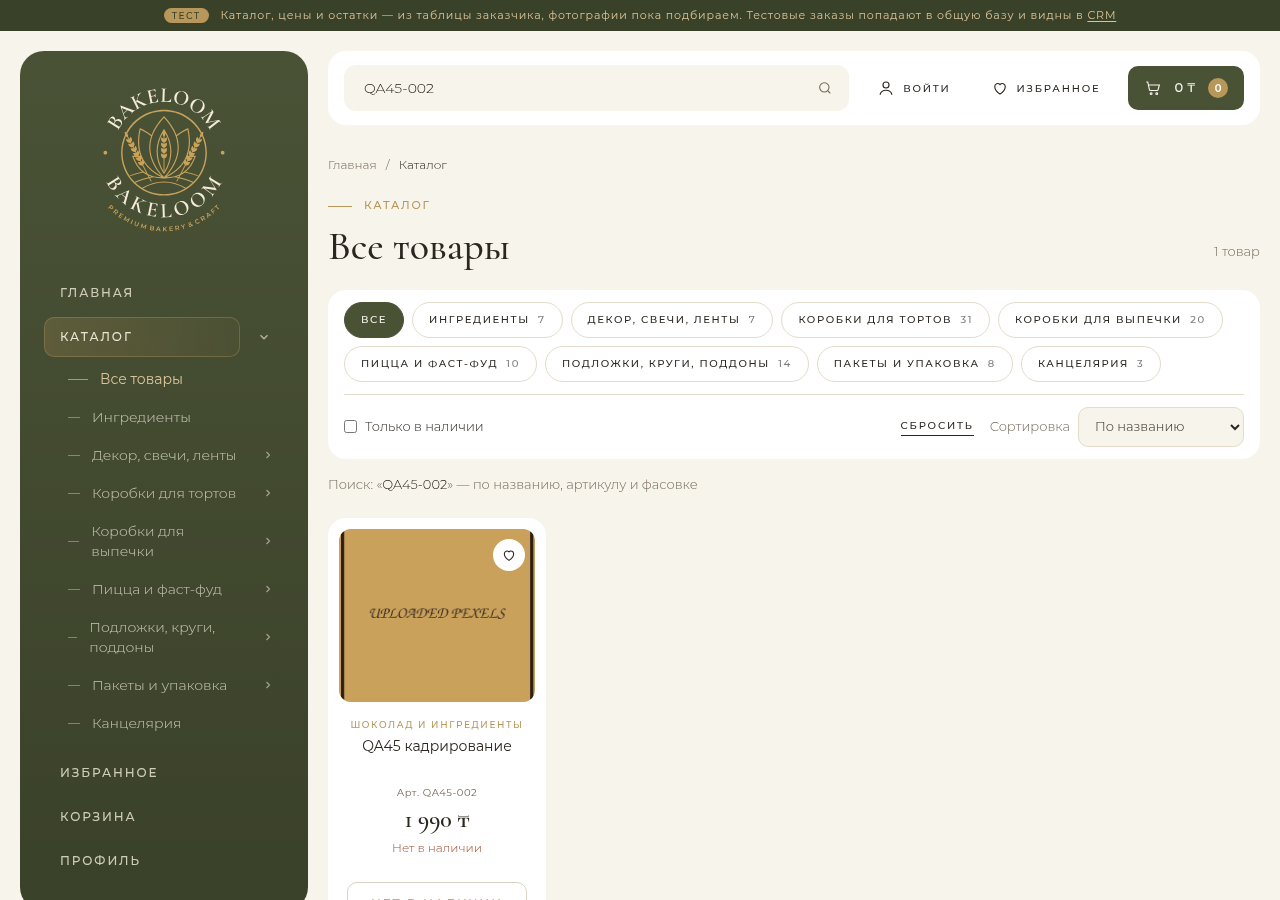 ТЕСТ Каталог, цены и остатки — из таблицы заказчика, фотографии пока подбираем. Тестовые заказы попадают в общую базу и видны в CRM
BAKELOOM
BAKELOOM
PREMIUM BAKERY & CRAFT
ГЛАВНАЯ
КАТАЛОГ
Все товары
Ингредиенты
Декор, свечи, ленты
Коробки для тортов
Коробки для
выпечки
Пицца и фаст-фуд
Подложки, круги,
поддоны
Пакеты и упаковка
Канцелярия
ИЗБРАННОЕ
КОРЗИНА
ПРОФИЛЬ
QA45-002
ВОЙТИ
ИЗБРАННОЕ
0 ₸ 0
Главная / Каталог
КАТАЛОГ
Все товары
1 товар
ВСЕ ИНГРЕДИЕНТЫ 7 ДЕКОР, СВЕЧИ, ЛЕНТЫ 7 КОРОБКИ ДЛЯ ТОРТОВ 31 КОРОБКИ ДЛЯ ВЫПЕЧКИ 20
ПИЦЦА И ФАСТ-ФУД 10 ПОДЛОЖКИ, КРУГИ, ПОДДОНЫ 14 ПАКЕТЫ И УПАКОВКА 8 КАНЦЕЛЯРИЯ 3
Только в наличии
СБРОСИТЬ Сортировка По названию
Поиск: «QA45-002» — по названию, артикулу и фасовке
UPLOADED PEXELS
ШОКОЛАД И ИНГРЕДИЕНТЫ
QA45 кадрирование
Арт. QA45-002
1 990 ₸
Нет в наличии